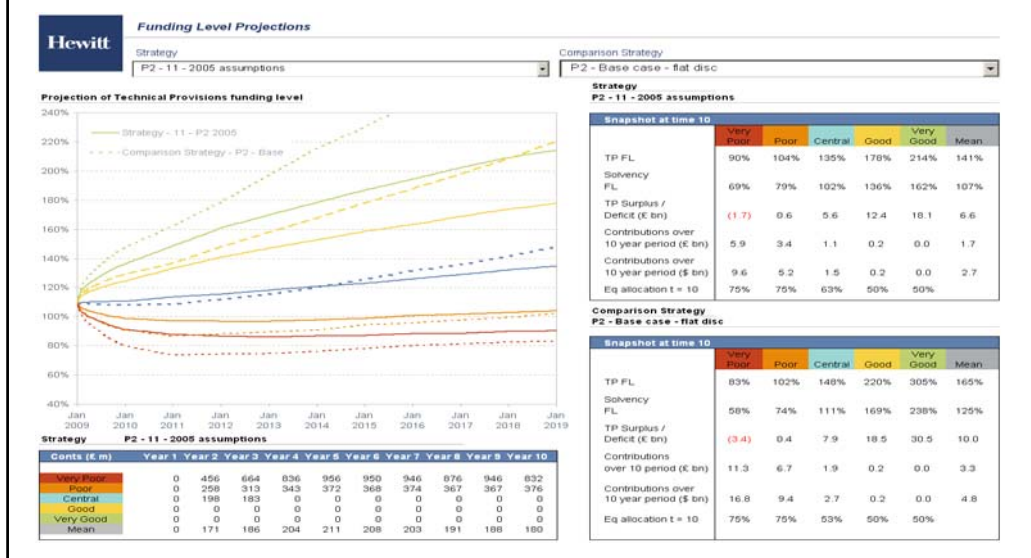 Hewitt
Funding Level Projections
Strategy
P2 - 11 - 2005 assumptions
Comparison Strategy
P2 - Base case - flat disc
Projection of Technical Provisions funding level
240%
220%
200%
180%
160%
140%
120%
100%
80%
60%
40%
Strategy - 11 - P2 2005
Comparison Strategy - P2 - Base
Jan Jan Jan Jan Jan Jan Jan Jan Jan Jan Jan
2009 2010 2011 2012 2013 2014 2015 2016 2017 2018 2019
Strategy P2 - 11 - 2005 assumptions
Conts (£ m) Year 1 Year 2 Year 3 Year 4 Year 5 Year 6 Year 7 Year 8 Year 9 Year 10
Very Poor 0 456 664 836 956 950 946 876 946 832
Poor 0 258 313 343 372 368 374 367 367 376
Central 0 198 183 0 0 0 0 0 0 0
Good 0 0 0 0 0 0 0 0 0 0
Very Good 0 0 0 0 0 0 0 0 0 0
Mean 0 171 186 204 211 208 203 191 188 180
Strategy
P2 - 11 - 2005 assumptions
Snapshot at time 10
Very Poor Poor Central Good Very Good Mean
TP FL 90% 104% 135% 178% 214% 141%
Solvency
FL 69% 79% 102% 136% 162% 107%
TP Surplus /
Deficit (£ bn) (1.7) 0.6 5.6 12.4 18.1 6.6
Contributions over
10 year period (£ bn) 5.9 3.4 1.1 0.2 0.0 1.7
Contributions over
10 year period ($ bn) 9.6 5.2 1.5 0.2 0.0 2.7
Eq allocation t = 10 75% 75% 63% 50% 50%
Comparison Strategy
P2 - Base case - flat disc
Snapshot at time 10
Very Poor Poor Central Good Very Good Mean
TP FL 83% 102% 148% 220% 305% 165%
Solvency
FL 58% 74% 111% 169% 238% 125%
TP Surplus /
Deficit (£ bn) (3.4) 0.4 7.9 18.5 30.5 10.0
Contributions
over 10 period (£ bn) 11.3 6.7 1.9 0.2 0.0 3.3
Contributions over
10 year period ($ bn) 16.8 9.4 2.7 0.2 0.0 4.8
Eq allocation t = 10 75% 75% 53% 50% 50%